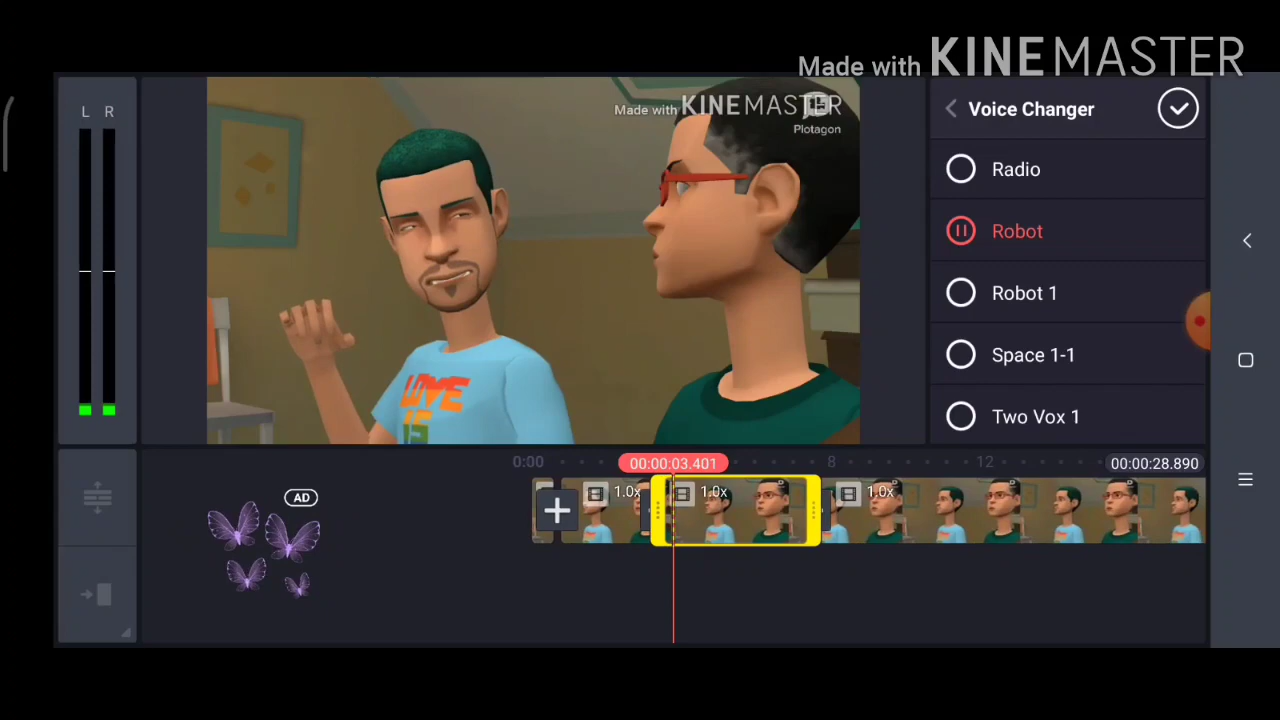 Made with KINEMASTER
L R
Made with KINEMASTER
Plotagon
LOVE
IS
Voice Changer
Radio
Robot
Robot 1
Space 1-1
Two Vox 1
0:00
00:00:03.401
8
12
00:00:28.890
AD
1.0x
1.0x
1.0x